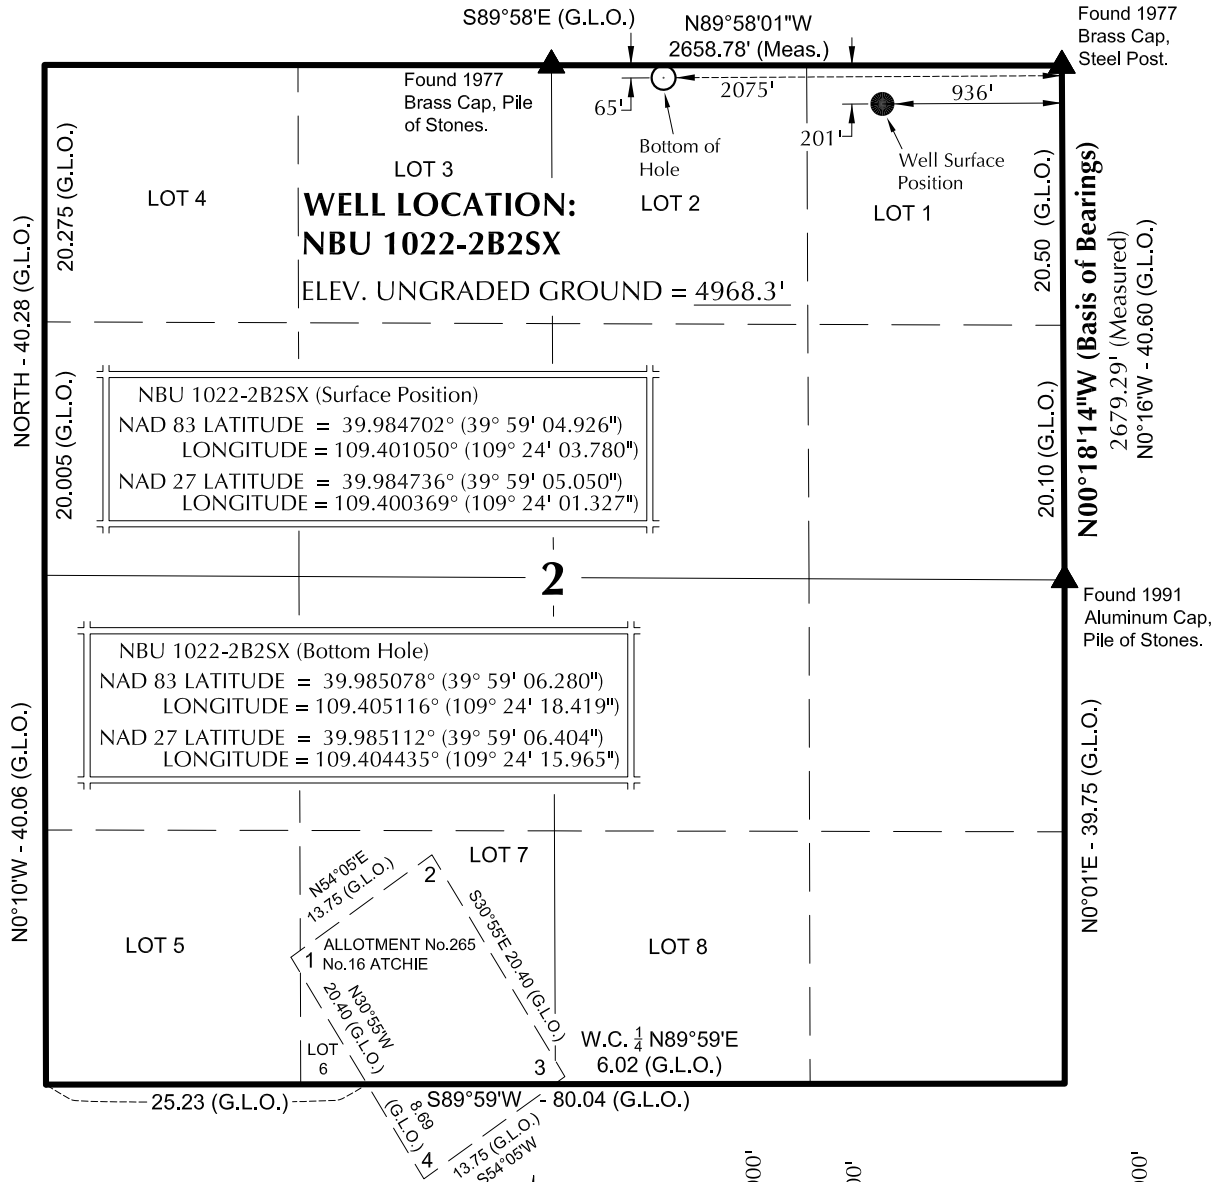 S89°58'E (G.L.O.)
N89°58'01"W
2658.78' (Meas.)
Found 1977
Brass Cap,
Steel Post.
Found 1977
Brass Cap, Pile
of Stones.
65'
2075'
936'
201'
Bottom of
Hole
Well Surface
Position
LOT 4
LOT 3
LOT 2
LOT 1
WELL LOCATION:
NBU 1022-2B2SX
ELEV. UNGRADED GROUND = 4968.3'
20.275 (G.L.O.)
NORTH - 40.28 (G.L.O.)
20.005 (G.L.O.)
20.50 (G.L.O.)
20.10 (G.L.O.)
N00°18'14"W (Basis of Bearings)
2679.29' (Measured)
N0°16'W - 40.60 (G.L.O.)
NBU 1022-2B2SX (Surface Position)
NAD 83 LATITUDE = 39.984702° (39° 59' 04.926")
LONGITUDE = 109.401050° (109° 24' 03.780")
NAD 27 LATITUDE = 39.984736° (39° 59' 05.050")
LONGITUDE = 109.400369° (109° 24' 01.327")
2
Found 1991
Aluminum Cap,
Pile of Stones.
NBU 1022-2B2SX (Bottom Hole)
NAD 83 LATITUDE = 39.985078° (39° 59' 06.280")
LONGITUDE = 109.405116° (109° 24' 18.419")
NAD 27 LATITUDE = 39.985112° (39° 59' 06.404")
LONGITUDE = 109.404435° (109° 24' 15.965")
N0°10'W - 40.06 (G.L.O.)
N0°01'E - 39.75 (G.L.O.)
LOT 7
N54°05'E
13.75 (G.L.O.)
2
S30°55'E 20.40 (G.L.O.)
LOT 5
1
ALLOTMENT No.265
No.16 ATCHIE
LOT 8
N30°55'W
20.40 (G.L.O.)
LOT
6
3
W.C. 1/4 N89°59'E
6.02 (G.L.O.)
25.23 (G.L.O.)
S89°59'W - 80.04 (G.L.O.)
8.69
(G.L.O.)
4
13.75 (G.L.O.)
S54°05'W